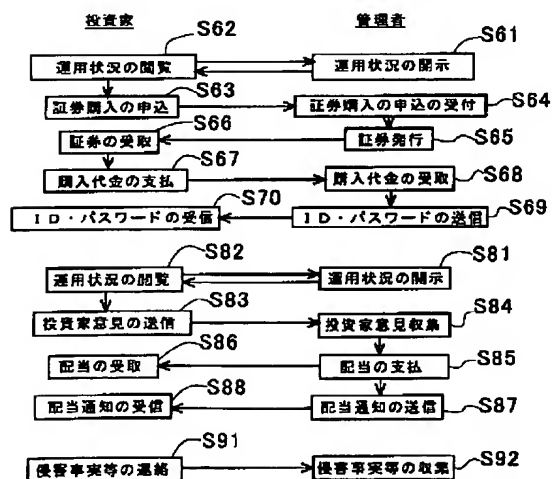 投資家
管理者
S62
S61
運用状況の閲覧
運用状況の開示
S63
証券購入の申込
証券購入の申込の受付
S64
S66
証券の受取
証券発行
S65
S67
購入代金の支払
購入代金の受取
S68
S70
ID・パスワードの受信
ID・パスワードの送信
S69
S82
S81
運用状況の閲覧
運用状況の開示
S83
S84
投資家意見の送信
投資家意見収集
S86
配当の受取
配当の支払
S85
S88
配当通知の受信
配当通知の送信
S87
S91
侵害事実等の連絡
侵害事実等の収集
S92